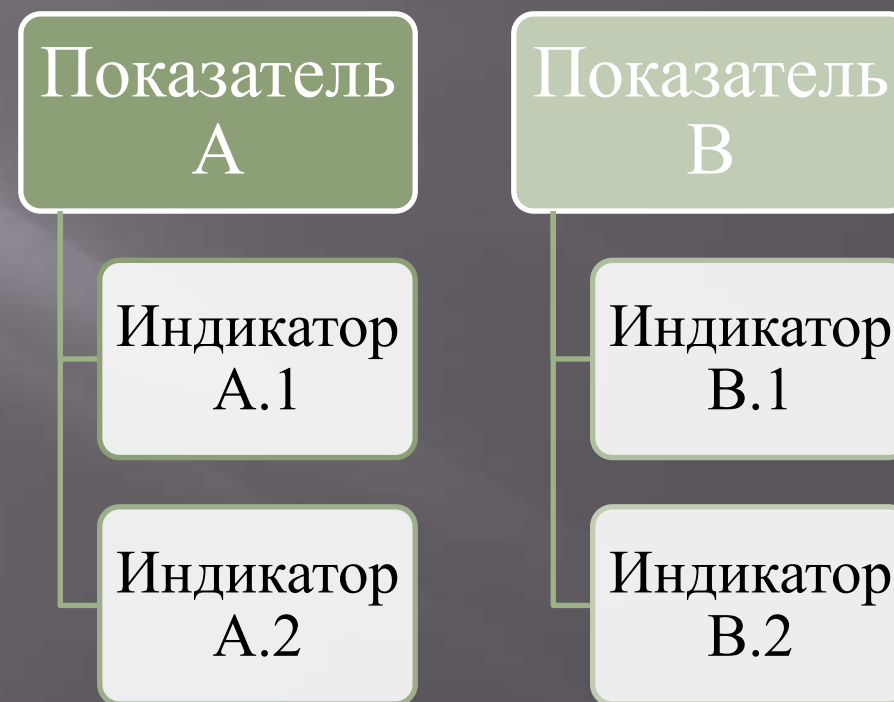 Показатель
А
Индикатор
А.1
Индикатор
А.2
Показатель
В
Индикатор
В.1
Индикатор
В.2